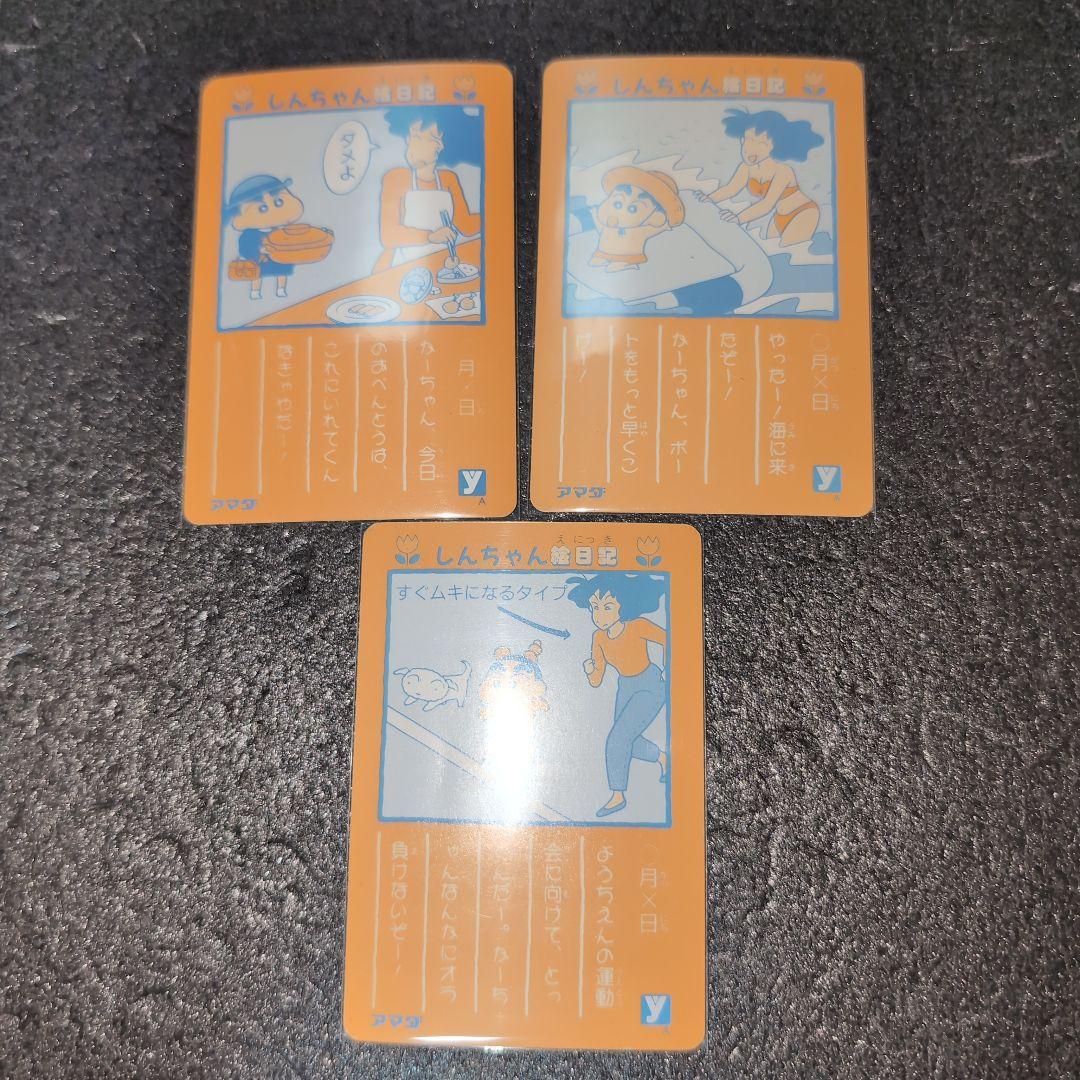 しんちゃん絵日記
ダメよ
月×日
かーちゃん、今日
のおべんとうは、
これにいれてくん
なきゃやだー！
アマダ
y
A
しんちゃん絵日記
〇月×日
やったー！海に来
たぞー！
かーちゃん、ボー
トをもっと早くこ
げー！
アマダ
y
A
しんちゃん絵日記
すぐムキになるタイプ
〇月×日
ようちえんの運動
会に向けて、とっ
くんだー。かーち
ゃんなんかにオラ
負けないぞー！
アマダ
y
A